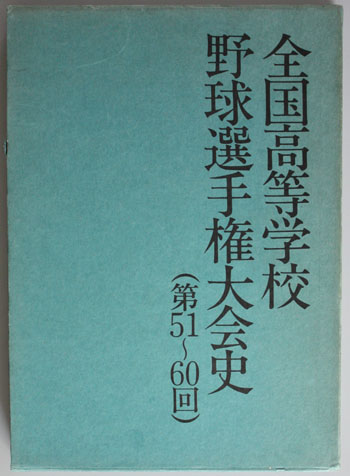 全国高等学校
野球選手権大会史
(第51~60回)